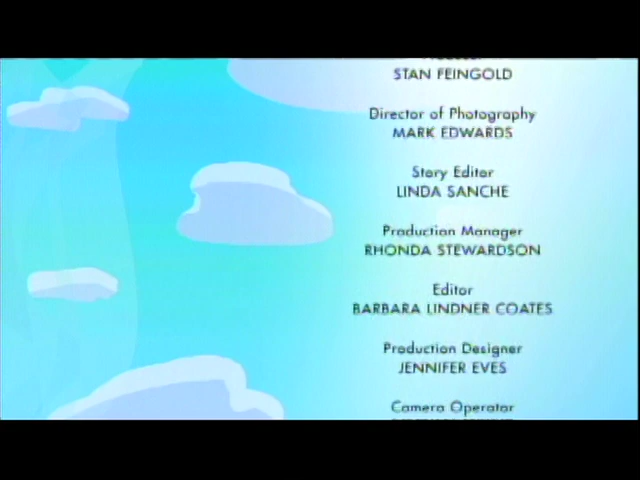 STAN FEINGOLD
Director of Photography
MARK EDWARDS
Story Editor
LINDA SANCHE
Production Manager
RHONDA STEWARDSON
Editor
BARBARA LINDNER COATES
Production Designer
JENNIFER EVES
Camera Operator